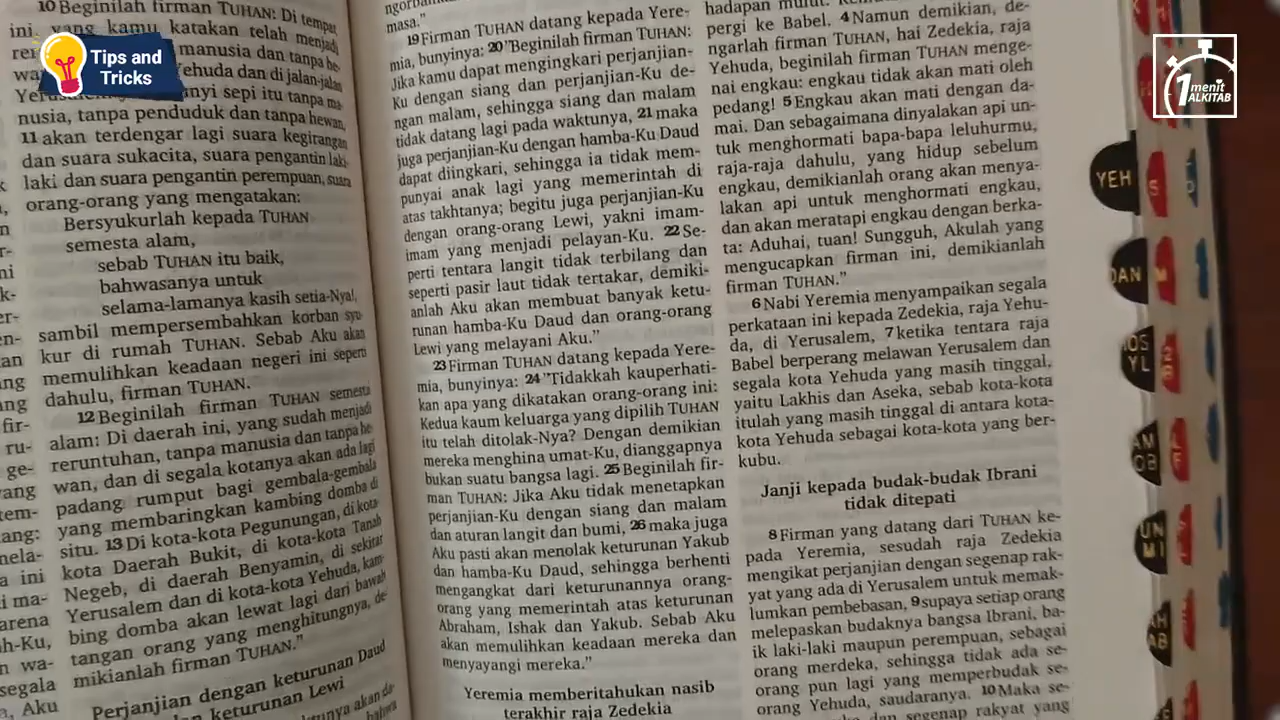 Tips and
Tricks
1 menit
ALKITAB
10 Beginilah firman TUHAN: Di tempat
ini yang kamu katakan telah menjadi
manusia dan tanpa he-
Yehuda dan di jalan-jalan
sepi itu tanpa ma-
nusia, tanpa penduduk dan tanpa hewan,
11 akan terdengar lagi suara kegirangan
dan suara sukacita, suara pengantin laki-
laki dan suara pengantin perempuan, suara
orang-orang yang mengatakan:
Bersyukurlah kepada TUHAN
semesta alam,
sebab TUHAN itu baik,
bahwasanya untuk
selama-lamanya kasih setia-Nya!,
sambil mempersembahkan korban syu-
kur di rumah TUHAN. Sebab Aku akan
memulihkan keadaan negeri ini seperti
dahulu, firman TUHAN.
12 Beginilah firman TUHAN semesta
alam: Di daerah ini, yang sudah menjadi
reruntuhan, tanpa manusia dan tanpa he-
wan, dan di segala kotanya akan ada lagi
padang rumput bagi gembala-gembala
yang membaringkan kambing domba di
situ. 13 Di kota-kota Pegunungan, di kota-
kota Daerah Bukit, di kota-kota Tanah
Negeb, di daerah Benyamin, di sekitar
Yerusalem dan di kota-kota Yehuda, kam-
bing domba akan lewat lagi dari bawah
tangan orang yang menghitungnya, de-
mikianlah firman TUHAN."
Perjanjian dengan keturunan Daud
dan keturunan Lewi
masa."
19 Firman TUHAN datang kepada Yere-
mia, bunyinya: 20 "Beginilah firman TUHAN:
Jika kamu dapat mengingkari perjanjian-
Ku dengan siang dan perjanjian-Ku de-
ngan malam, sehingga siang dan malam
tidak datang lagi pada waktunya, 21 maka
juga perjanjian-Ku dengan hamba-Ku Daud
dapat diingkari, sehingga ia tidak mem-
punyai anak lagi yang memerintah di
atas takhtanya; begitu juga perjanjian-Ku
dengan orang-orang Lewi, yakni imam-
imam yang menjadi pelayan-Ku. 22 Se-
perti tentara langit tidak terbilang dan
seperti pasir laut tidak tertakar, demiki-
anlah Aku akan membuat banyak ketu-
runan hamba-Ku Daud dan orang-orang
Lewi yang melayani Aku."
23 Firman TUHAN datang kepada Yere-
mia, bunyinya: 24 "Tidakkah kauperhati-
kan apa yang dikatakan orang-orang ini:
Kedua kaum keluarga yang dipilih TUHAN
itu telah ditolak-Nya? Dengan demikian
mereka menghina umat-Ku, dianggapnya
bukan suatu bangsa lagi. 25 Beginilah fir-
man TUHAN: Jika Aku tidak menetapkan
perjanjian-Ku dengan siang dan malam
dan aturan langit dan bumi, 26 maka juga
Aku pasti akan menolak keturunan Yakub
dan hamba-Ku Daud, sehingga berhenti
mengangkat dari keturunannya orang-
orang yang memerintah atas keturunan
Abraham, Ishak dan Yakub. Sebab Aku
akan memulihkan keadaan mereka dan
menyayangi mereka."
Yeremia memberitahukan nasib
terakhir raja Zedekia
pergi ke Babel. 4 Namun demikian, de-
ngarlah firman TUHAN, hai Zedekia, raja
Yehuda, beginilah firman TUHAN menge-
nai engkau: engkau tidak akan mati oleh
pedang! 5 Engkau akan mati dengan da-
mai. Dan sebagaimana dinyalakan api un-
tuk menghormati bapa-bapa leluhurmu,
raja-raja dahulu, yang hidup sebelum
engkau, demikianlah orang akan menya-
lakan api untuk menghormati engkau,
dan akan meratapi engkau dengan berka-
ta: Aduhai, tuan! Sungguh, Akulah yang
mengucapkan firman ini, demikianlah
firman TUHAN."
6 Nabi Yeremia menyampaikan segala
perkataan ini kepada Zedekia, raja Yehu-
da, di Yerusalem, 7 ketika tentara raja
Babel berperang melawan Yerusalem dan
segala kota Yehuda yang masih tinggal,
yaitu Lakhis dan Aseka, sebab kota-kota
itulah yang masih tinggal di antara kota-
kota Yehuda sebagai kota-kota yang ber-
kubu.
Janji kepada budak-budak Ibrani
tidak ditepati
8 Firman yang datang dari TUHAN ke-
pada Yeremia, sesudah raja Zedekia
mengikat perjanjian dengan segenap rak-
yat yang ada di Yerusalem untuk memak-
lumkan pembebasan, 9 supaya setiap orang
melepaskan budaknya bangsa Ibrani, ba-
ik laki-laki maupun perempuan, sebagai
orang merdeka, sehingga tidak ada se-
orang pun lagi yang memperbudak se-
orang Yehuda, saudaranya. 10 Maka se-
dan segenap rakyat yang
YEH
DAN